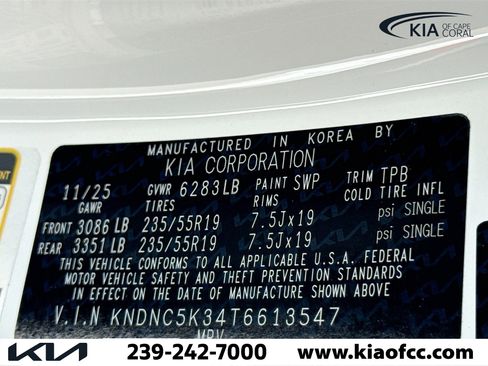 KIA OF CAPE CORAL
MANUFACTURED IN KOREA BY
KIA CORPORATION
11/25 GVWR 6283LB PAINT SWP TRIM TPB
GAWR TIRES RIMS COLD TIRE INFL
FRONT 3086 LB 235/55R19 7.5Jx19 psi SINGLE
REAR 3351 LB 235/55R19 7.5Jx19 psi SINGLE
THIS VEHICLE CONFORMS TO ALL APPLICABLE U.S.A. FEDERAL
MOTOR VEHICLE SAFETY AND THEFT PREVENTION STANDARDS
IN EFFECT ON THE DATE OF MANUFACTURE SHOWN ABOVE.
V.I.N KNDNC5K34T6613547
MPV
KIA 239-242-7000 www.kiaofcc.com